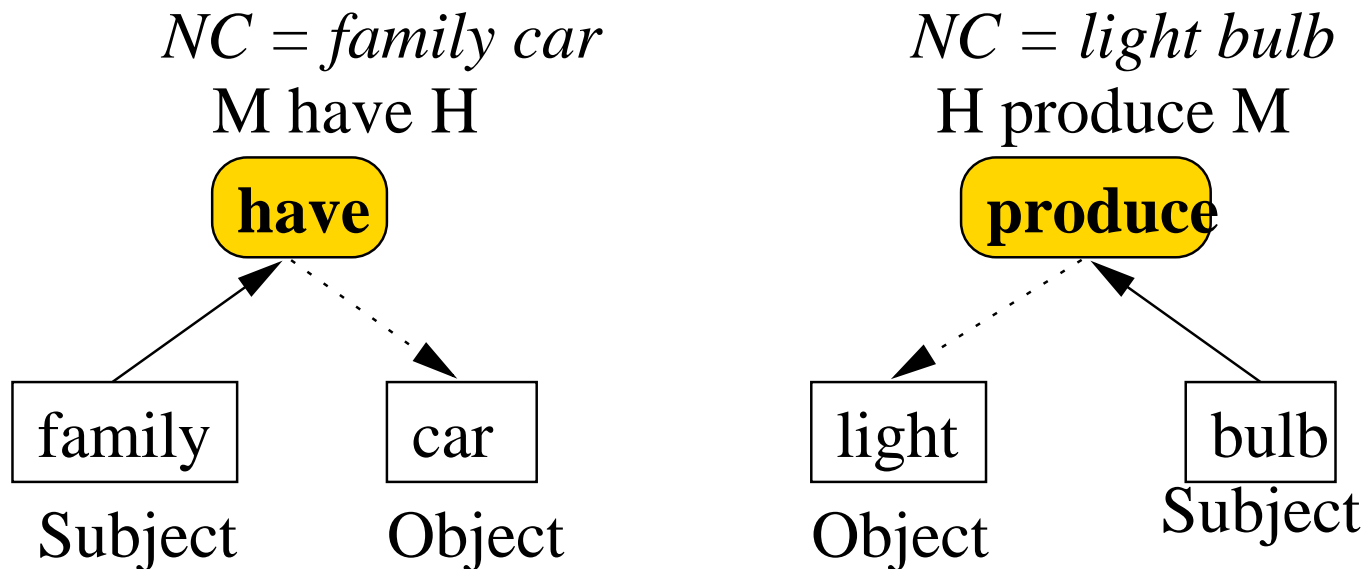 NC = family car
M have H
have
family
car
Subject
Object
NC = light bulb
H produce M
produce
light
bulb
Object
Subject